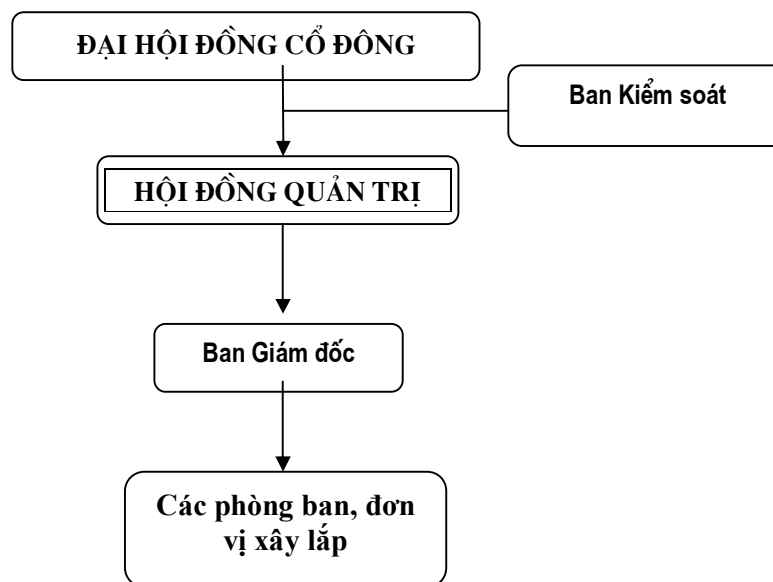 ĐẠI HỘI ĐỒNG CỔ ĐÔNG
Ban Kiểm soát
HỘI ĐỒNG QUẢN TRỊ
Ban Giám đốc
Các phòng ban, đơn
vị xây lắp